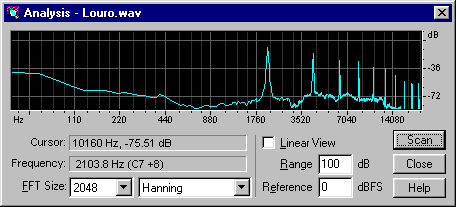 Analysis - Louro.wav
dB
-36
-72
Hz 110 220 440 880 1760 3520 7040 14080
Cursor: 10160 Hz, -75.51 dB
Linear View
Scan
Frequency: 2103.8 Hz (C7 +8)
Range 100 dB
Close
FFT Size: 2048 Hanning
Reference 0 dBFS
Help